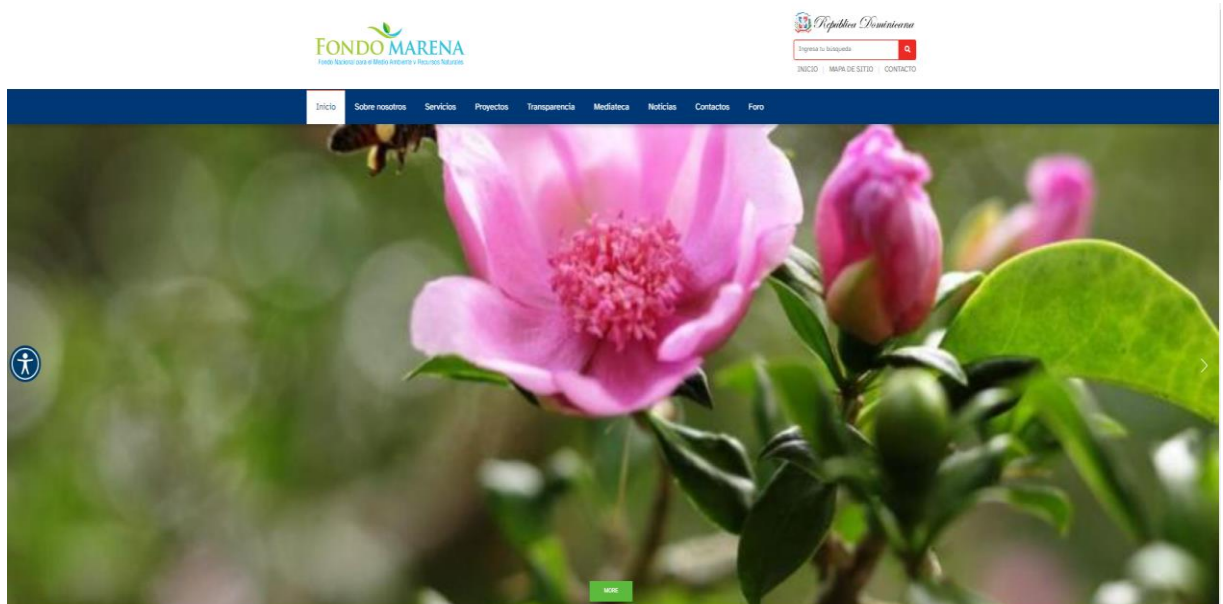 FONDO MARENA
Fondo Nacional para el Medio Ambiente y Recursos Naturales
República Dominicana
Ingresa tu búsqueda
INICIO | MAPA DE SITIO | CONTACTO
Inicio Sobre nosotros Servicios Proyectos Transparencia Mediateca Noticias Contactos Foro
MORE